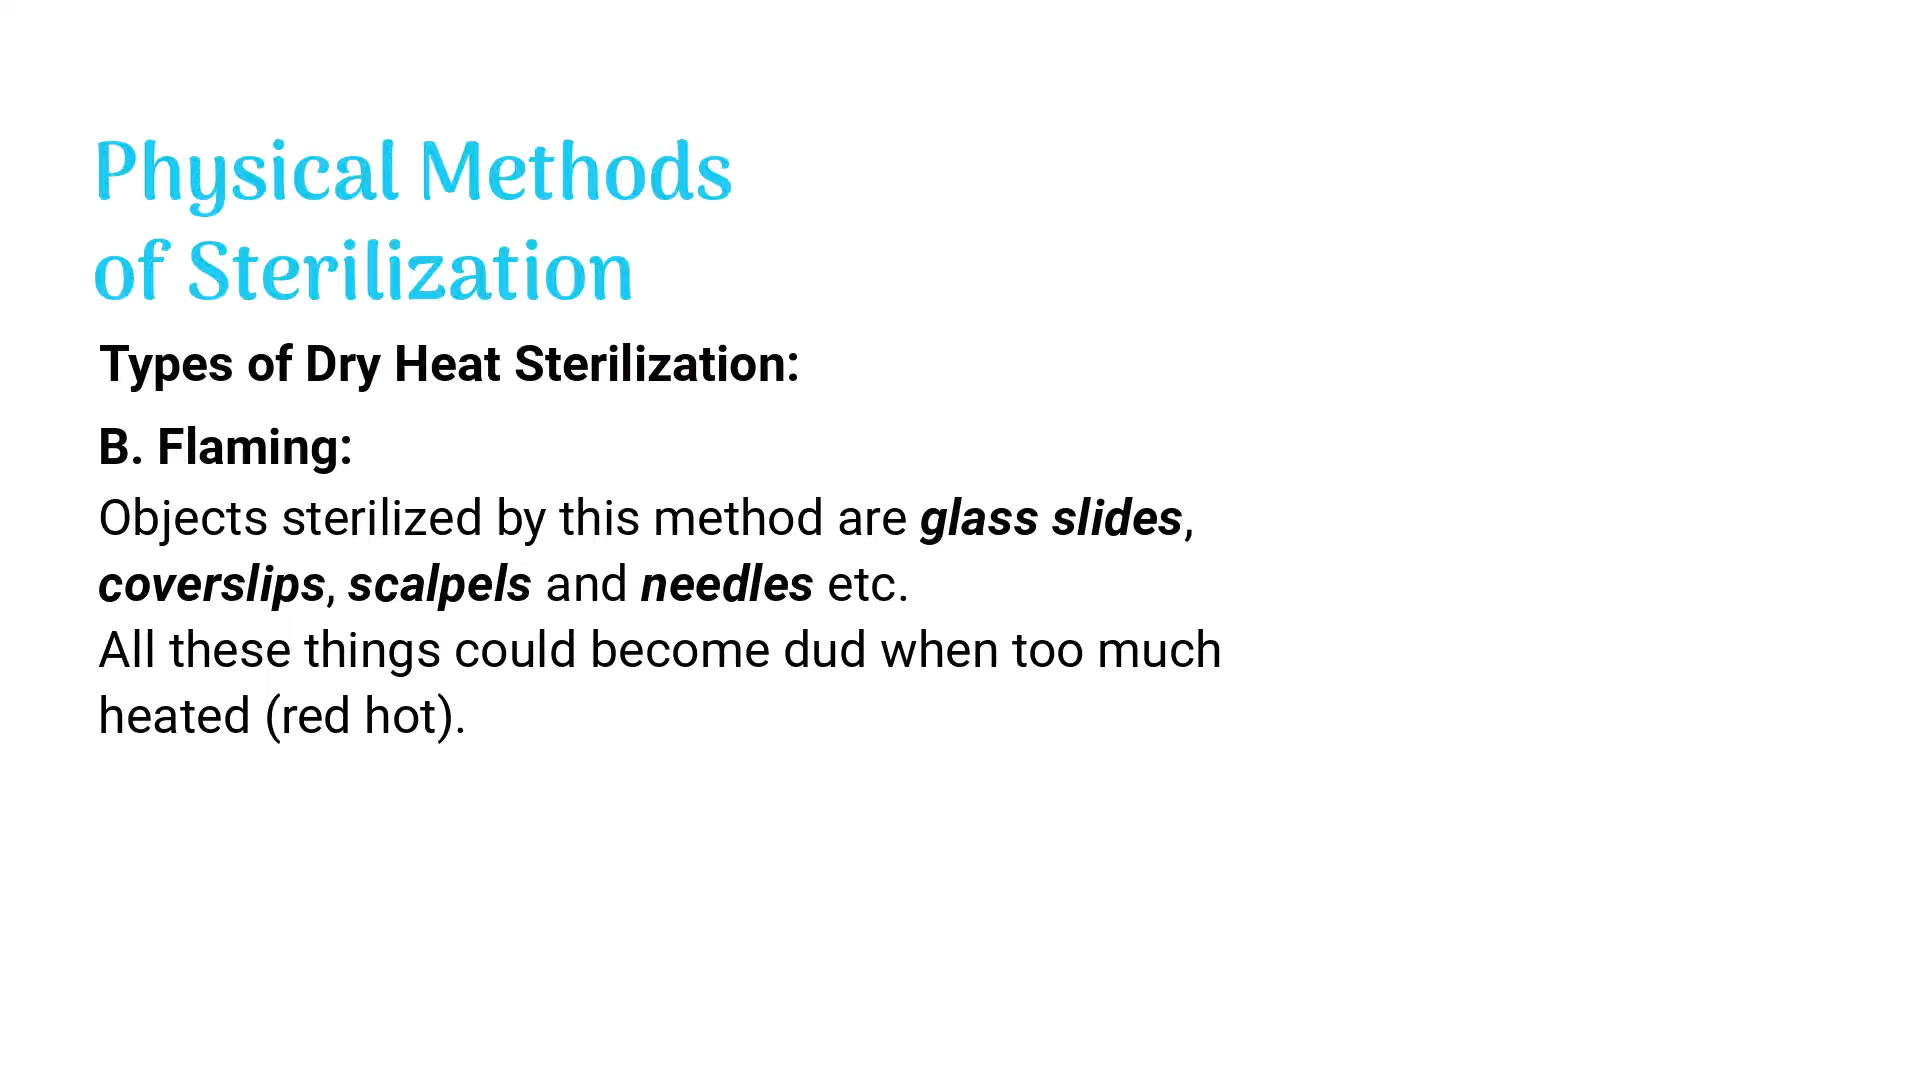 Physical Methods
of Sterilization
Types of Dry Heat Sterilization:
B. Flaming:
Objects sterilized by this method are glass slides,
coverslips, scalpels and needles etc.
All these things could become dud when too much
heated (red hot).